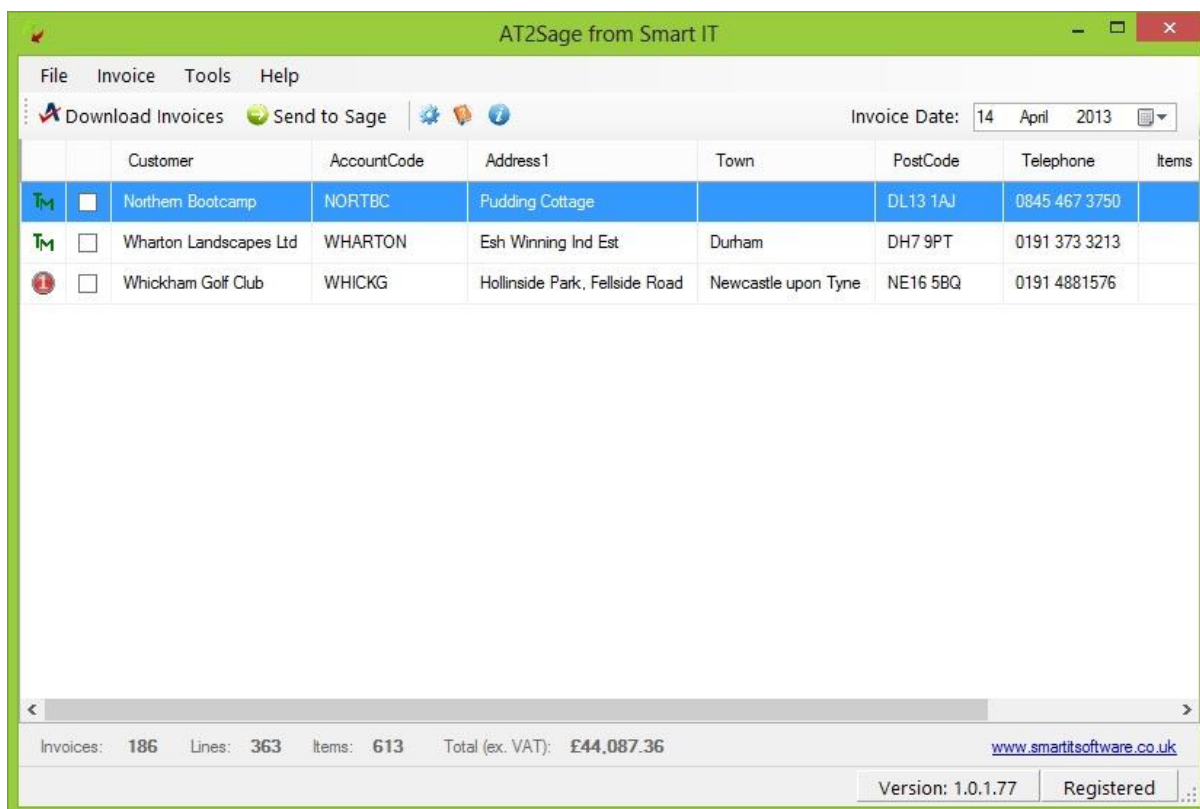 AT2Sage from Smart IT
File Invoice Tools Help
Download Invoices Send to Sage Invoice Date: 14 April 2013
Customer AccountCode Address1 Town PostCode Telephone Items
TM Northern Bootcamp NORTBC Pudding Cottage DL13 1AJ 0845 467 3750
TM Wharton Landscapes Ltd WHARTON Esh Winning Ind Est Durham DH7 9PT 0191 373 3213
1 Whickham Golf Club WHICKG Hollinside Park, Fellside Road Newcastle upon Tyne NE16 5BQ 0191 4881576
Invoices: 186 Lines: 363 Items: 613 Total (ex. VAT): £44,087.36 www.smartitsoftware.co.uk
Version: 1.0.1.77 Registered